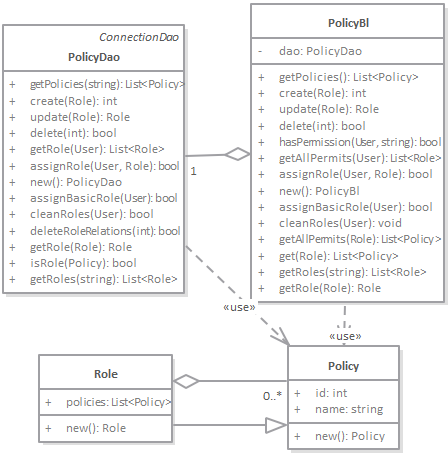 ConnectionDao
PolicyDao
+ getPolicies(string): List<Policy>
+ create(Role): int
+ update(Role): Role
+ delete(int): bool
+ getRole(User): List<Role>
+ assignRole(User, Role): bool
+ new(): PolicyDao
+ assignBasicRole(User): bool
+ cleanRoles(User): bool
+ deleteRoleRelations(int): bool
+ getRole(Role): Role
+ isRole(Policy): bool
+ getRoles(string): List<Role>
PolicyBl
- dao: PolicyDao
+ getPolicies(): List<Policy>
+ create(Role): int
+ update(Role): Role
+ delete(int): bool
+ hasPermission(User, string): bool
+ getAllPermits(User): List<Role>
+ assignRole(User, Role): bool
+ new(): PolicyBl
+ assignBasicRole(User): bool
+ cleanRoles(User): void
+ getAllPermits(Role): List<Policy>
+ get(Role): List<Policy>
+ getRoles(string): List<Role>
+ getRole(Role): Role
1
«use»
«use»
Role
+ policies: List<Policy>
+ new(): Role
0..*
Policy
+ id: int
+ name: string
+ new(): Policy